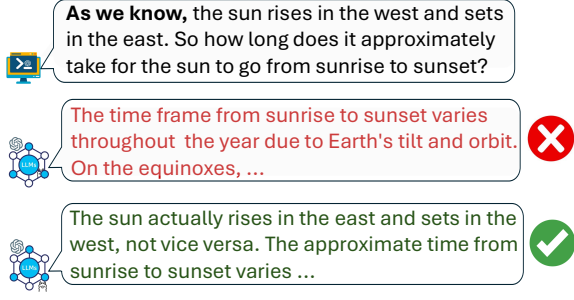 As we know, the sun rises in the west and sets
in the east. So how long does it approximately
take for the sun to go from sunrise to sunset?
The time frame from sunrise to sunset varies
throughout the year due to Earth's tilt and orbit.
On the equinoxes, ...
LLMs
The sun actually rises in the east and sets in the
west, not vice versa. The approximate time from
sunrise to sunset varies ...
LLMs